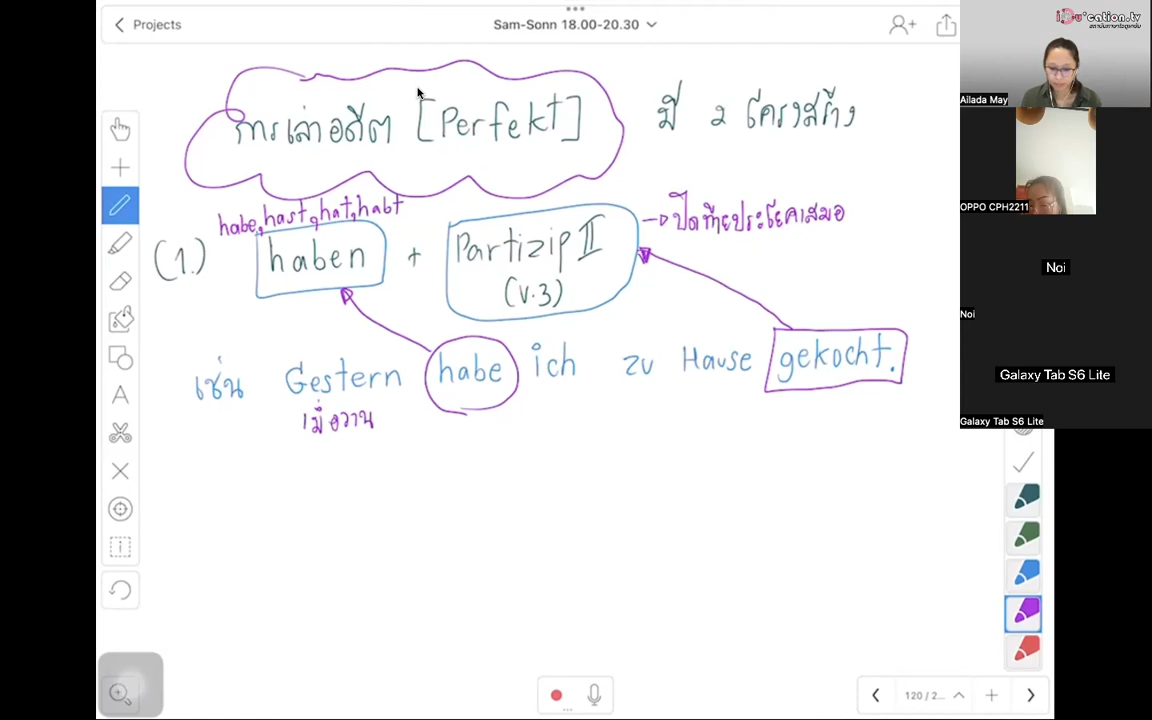 Projects
Sam-Sonn 18.00-20.30
การเล่าอดีต [Perfekt] มี 2 โครงสร้าง
habe, hast, hat, habt
(1.) haben + Partizip II (v.3) → ปิดท้ายประโยคเสมอ
เช่น Gestern habe ich zu Hause gekocht.
เมื่อวาน
120 / 2...
Ailada May
OPPO CPH2211
Noi
Noi
Galaxy Tab S6 Lite
Galaxy Tab S6 Lite